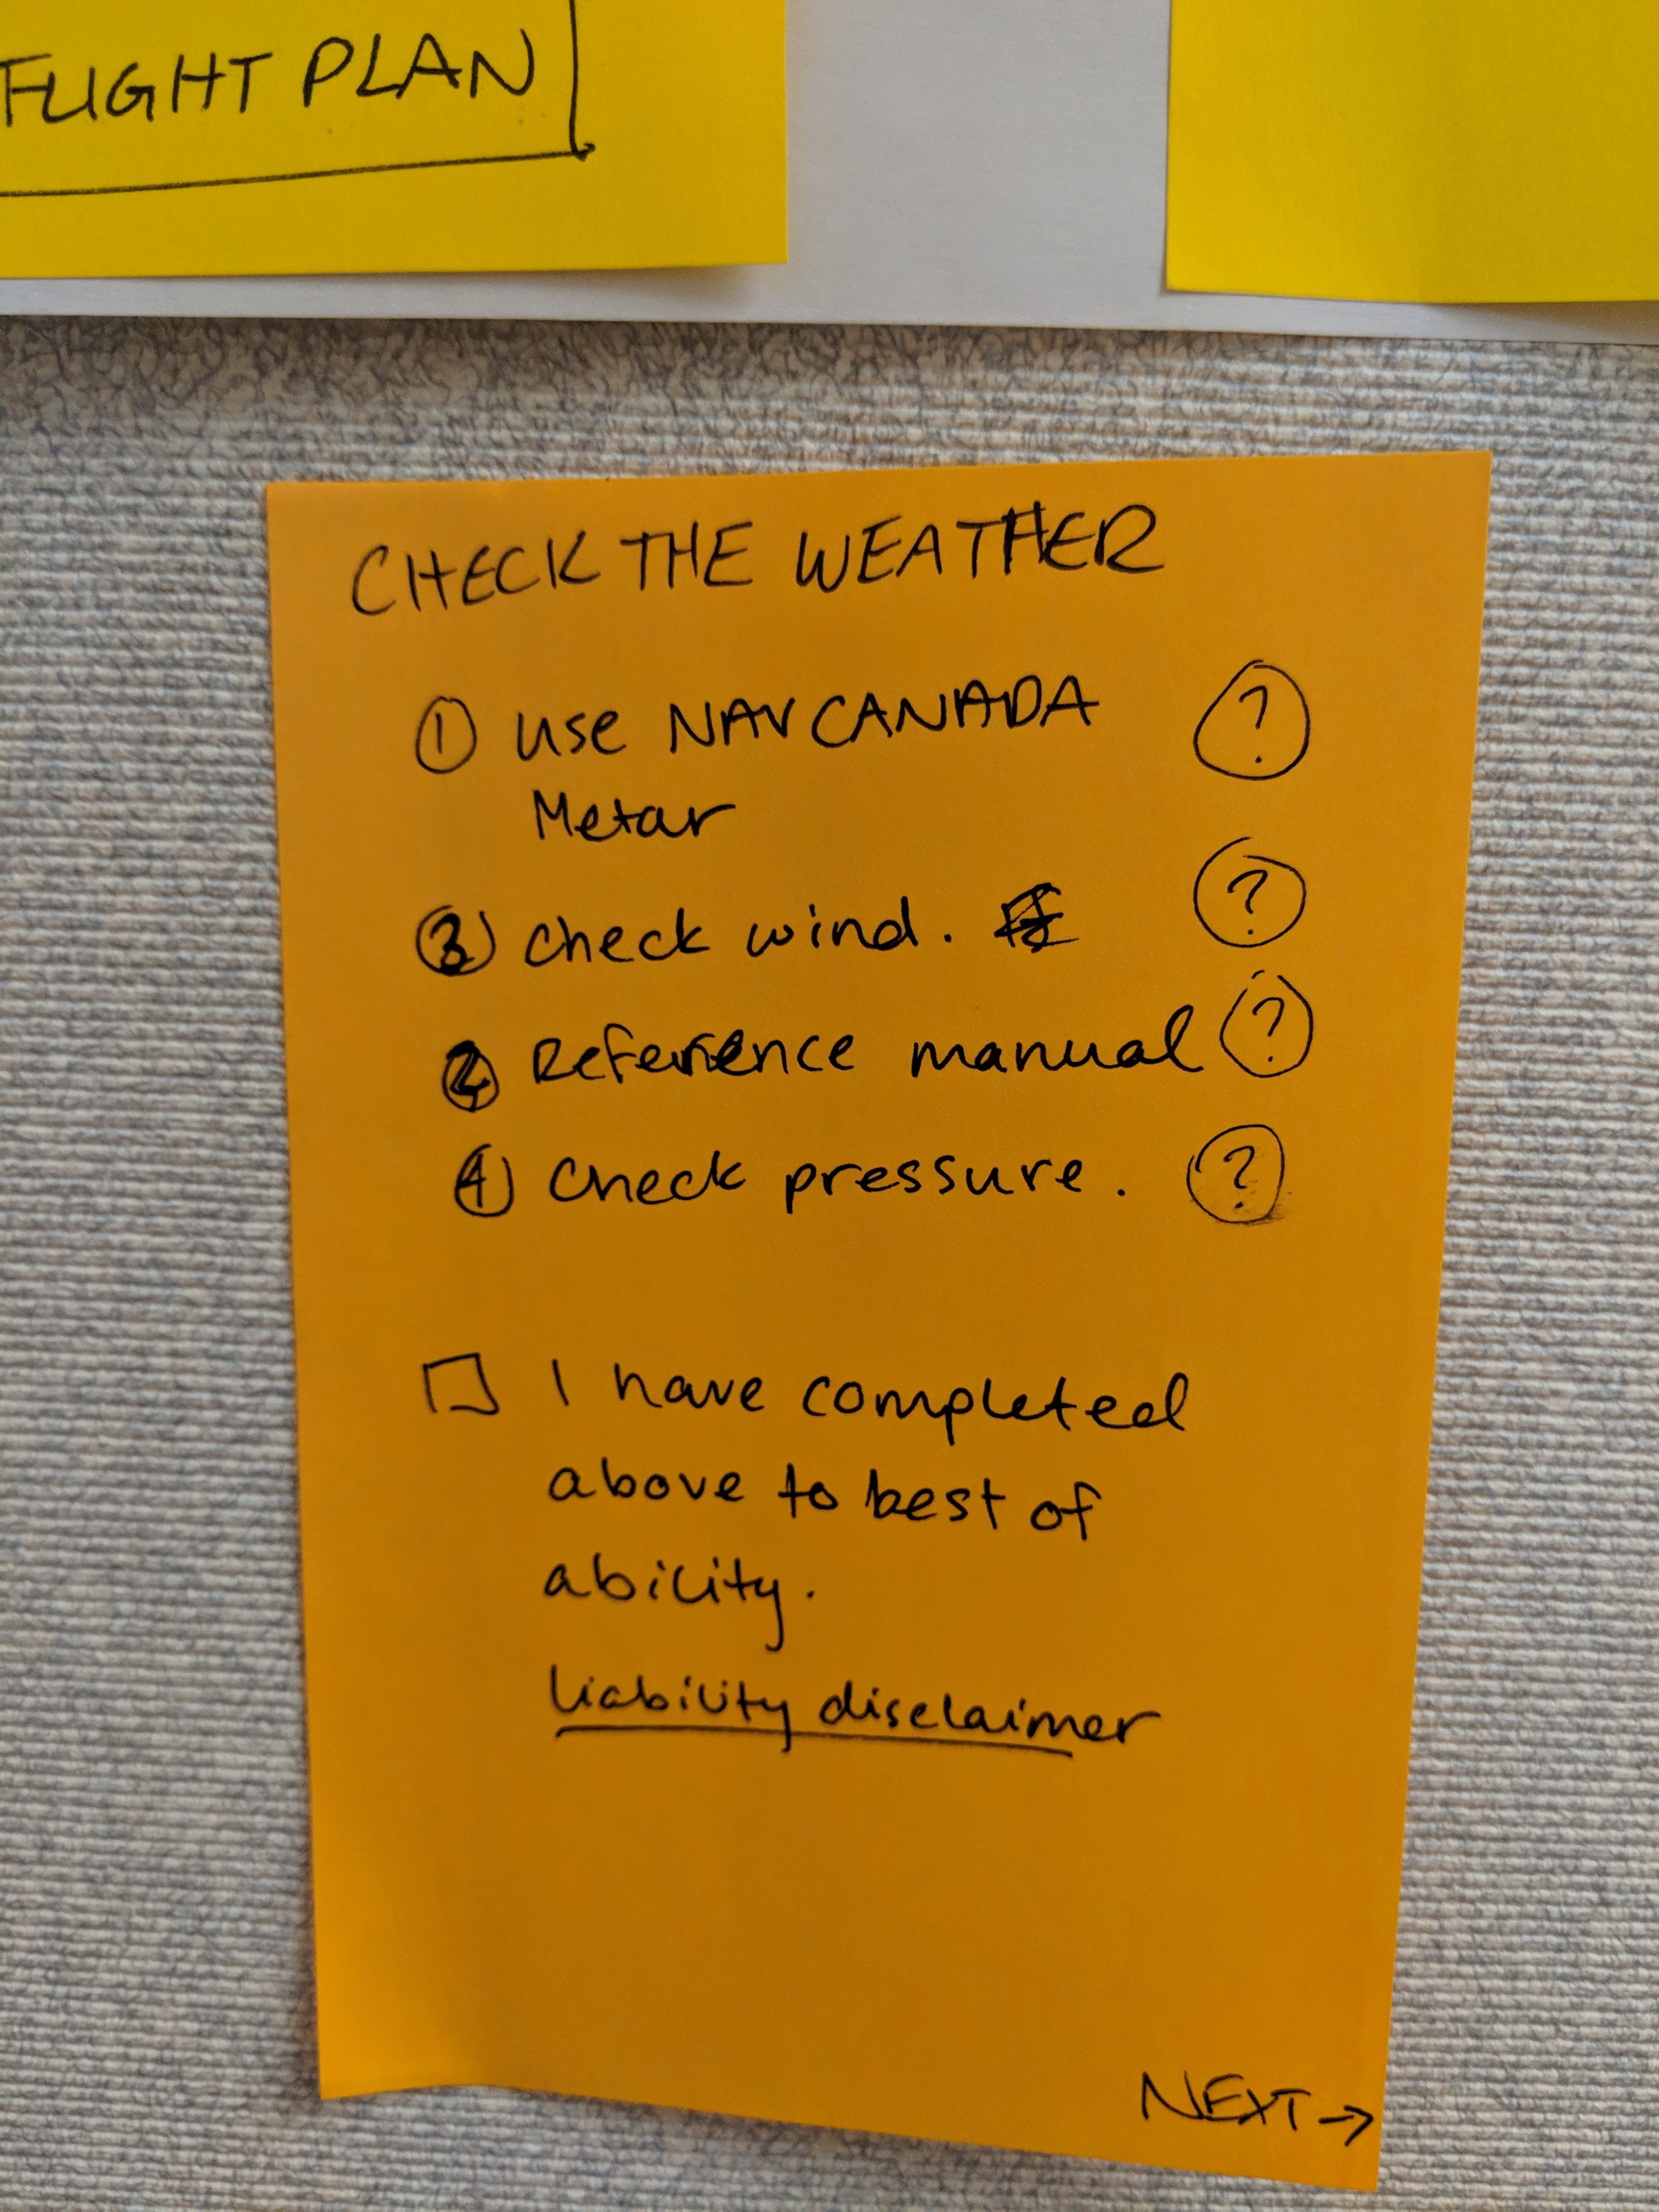 FLIGHT PLAN
CHECK THE WEATHER
① use NAV CANADA ?
Metar
③ check wind. ?
② Reference manual ?
④ check pressure. ?
I have completed
above to best of
ability.
liability disclaimer
NEXT →